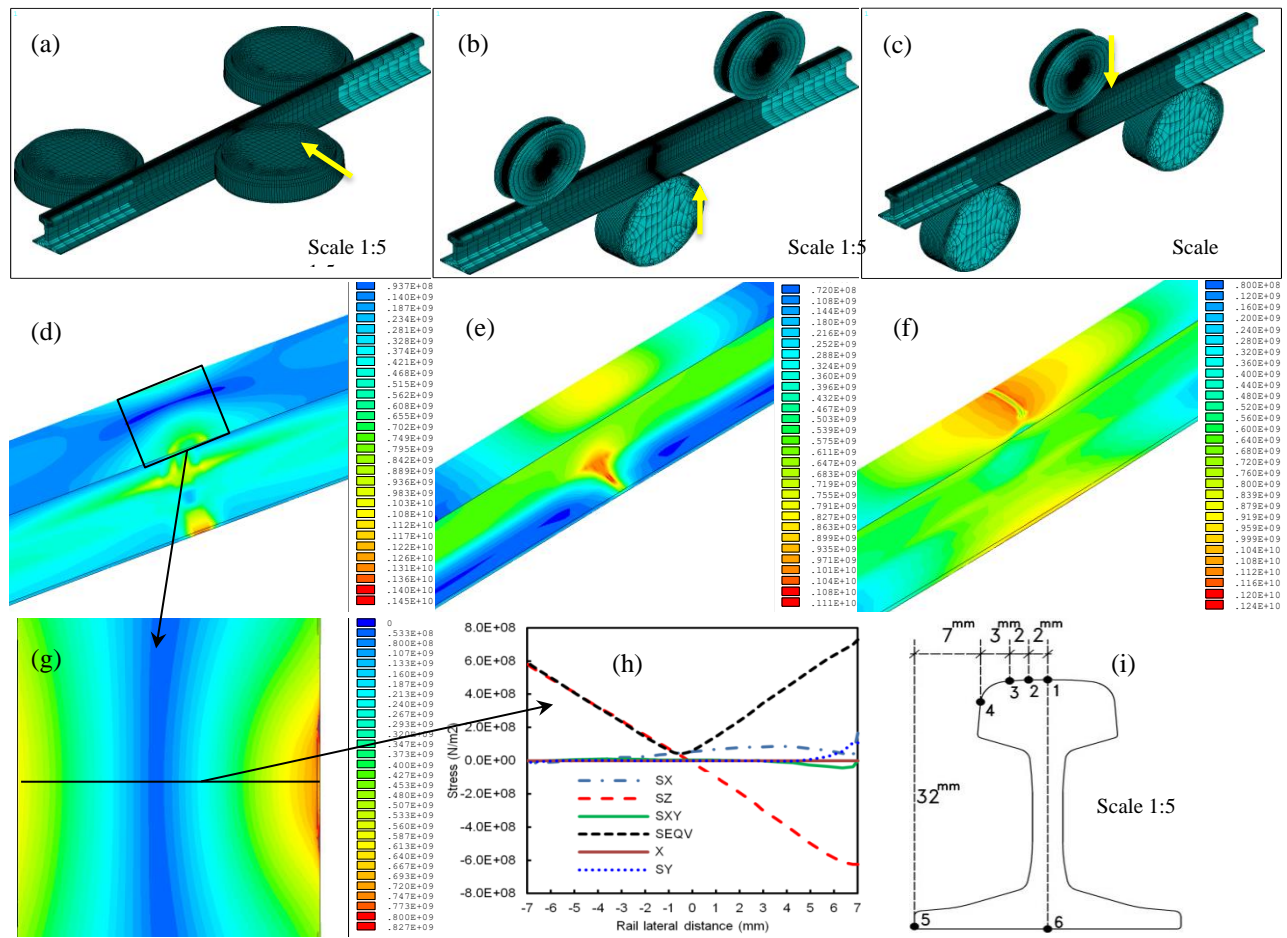 (a)
Scale 1:5
(b)
Scale 1:5
(c)
Scale
(d)
.937E+08
.140E+09
.187E+09
.234E+09
.281E+09
.328E+09
.374E+09
.421E+09
.468E+09
.515E+09
.562E+09
.608E+09
.655E+09
.702E+09
.749E+09
.795E+09
.842E+09
.889E+09
.936E+09
.983E+09
.103E+10
.108E+10
.112E+10
.117E+10
.122E+10
.126E+10
.131E+10
.136E+10
.140E+10
.145E+10
(e)
.720E+08
.108E+09
.144E+09
.180E+09
.216E+09
.252E+09
.288E+09
.324E+09
.360E+09
.396E+09
.432E+09
.467E+09
.503E+09
.539E+09
.575E+09
.611E+09
.647E+09
.683E+09
.719E+09
.755E+09
.791E+09
.827E+09
.863E+09
.899E+09
.935E+09
.971E+09
.101E+10
.104E+10
.108E+10
.111E+10
(f)
.800E+08
.120E+09
.160E+09
.200E+09
.240E+09
.280E+09
.320E+09
.360E+09
.400E+09
.440E+09
.480E+09
.520E+09
.560E+09
.600E+09
.640E+09
.680E+09
.720E+09
.760E+09
.800E+09
.839E+09
.879E+09
.919E+09
.959E+09
.999E+09
.104E+10
.108E+10
.112E+10
.116E+10
.120E+10
.124E+10
(g)
0
.533E+08
.800E+08
.107E+09
.133E+09
.160E+09
.187E+09
.213E+09
.240E+09
.267E+09
.293E+09
.320E+09
.347E+09
.373E+09
.400E+09
.427E+09
.453E+09
.480E+09
.507E+09
.533E+09
.560E+09
.587E+09
.613E+09
.640E+09
.667E+09
.693E+09
.720E+09
.747E+09
.773E+09
.800E+09
.827E+09
(h)
Stress (N/m2)
8.0E+08
6.0E+08
4.0E+08
2.0E+08
0.0E+00
-2.0E+08
-4.0E+08
-6.0E+08
-8.0E+08
SX
SZ
SXY
SEQV
X
SY
-7 -6 -5 -4 -3 -2 -1 0 1 2 3 4 5 6 7
Rail lateral distance (mm)
(i)
7mm 3mm 2 2mm
4 3 2 1
32mm
Scale 1:5
5 6